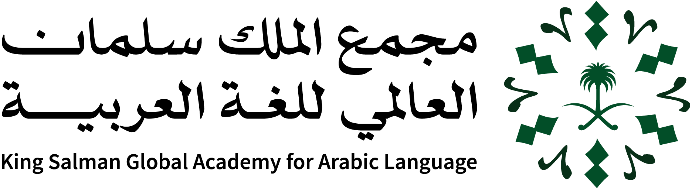 مجمع الملك سلمان
العالمي للغة العربية
King Salman Global Academy for Arabic Language